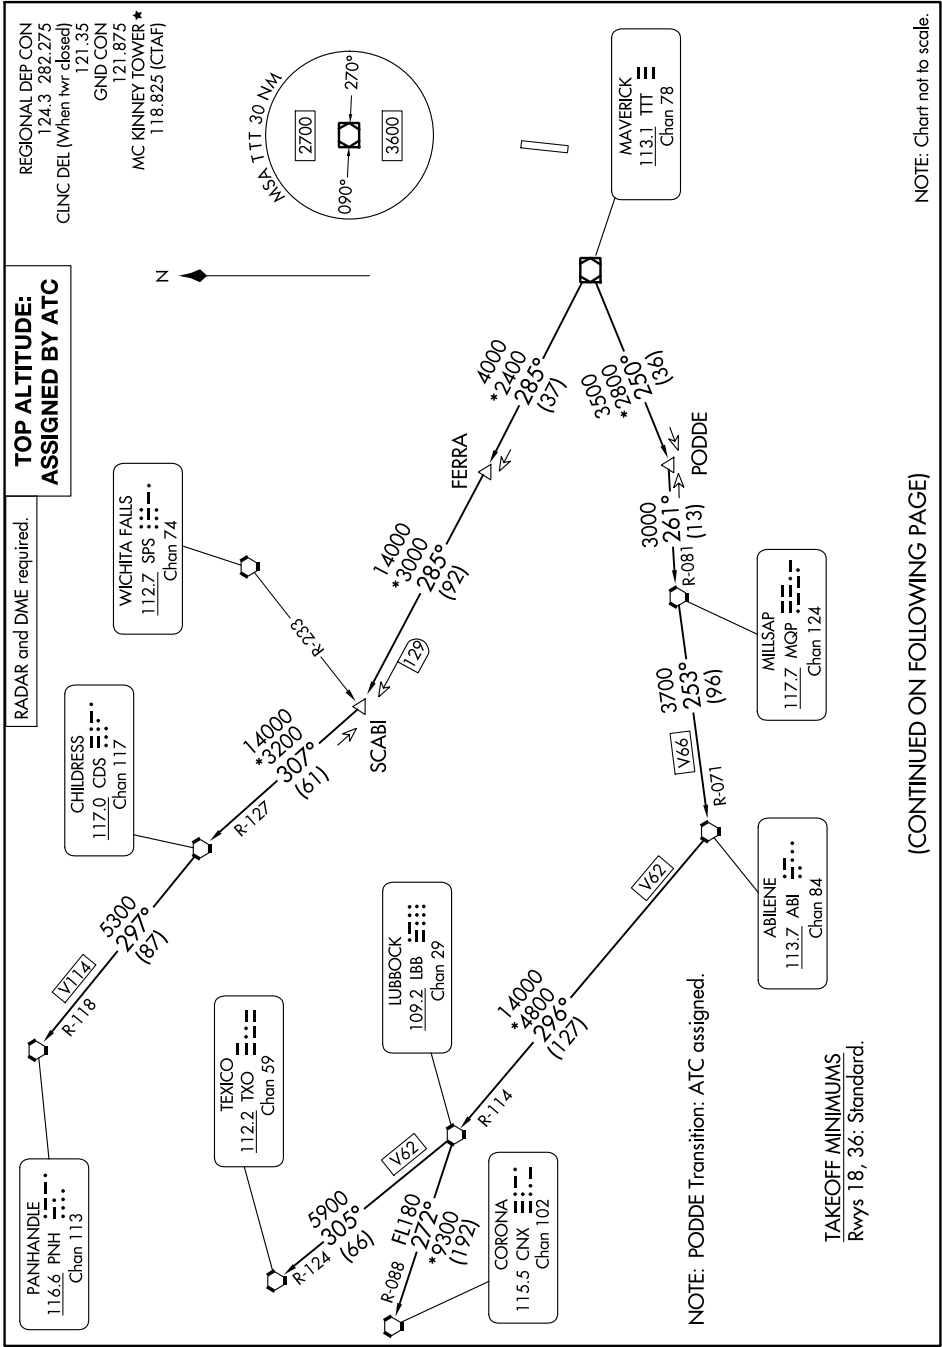 REGIONAL DEP CON
124.3 282.275
CLNC DEL (When twr closed)
121.35
GND CON
121.875
MC KINNEY TOWER ★
118.825 (CTAF)
TOP ALTITUDE:
ASSIGNED BY ATC
RADAR and DME required.
MSA TTT 30 NM
2700
270°
090°
3600
N
MAVERICK
113.1 TTT
Chan 78
NOTE: Chart not to scale.
WICHITA FALLS
112.7 SPS
Chan 74
R-233
CHILDRESS
117.0 CDS
Chan 117
PANHANDLE
116.6 PNH
Chan 113
R-118
V114
5300
297°
(87)
R-127
14000
*3200
307°
(61)
SCABI
129
14000
*3000
285°
(92)
FERRA
4000
*2400
285°
(37)
3500
*2800
250°
(36)
PODDE
3000
261°
(13)
R-081
MILLSAP
117.7 MQP
Chan 124
3700
253°
(96)
V66
R-071
ABILENE
113.7 ABI
Chan 84
V62
14000
*4800
296°
(127)
R-114
LUBBOCK
109.2 LBB
Chan 29
TEXICO
112.2 TXO
Chan 59
V62
5900
305°
(66)
R-124
FL180
272°
*9300
(192)
R-088
CORONA
115.5 CNX
Chan 102
NOTE: PODDE Transition: ATC assigned.
TAKEOFF MINIMUMS
Rwys 18, 36: Standard.
(CONTINUED ON FOLLOWING PAGE)